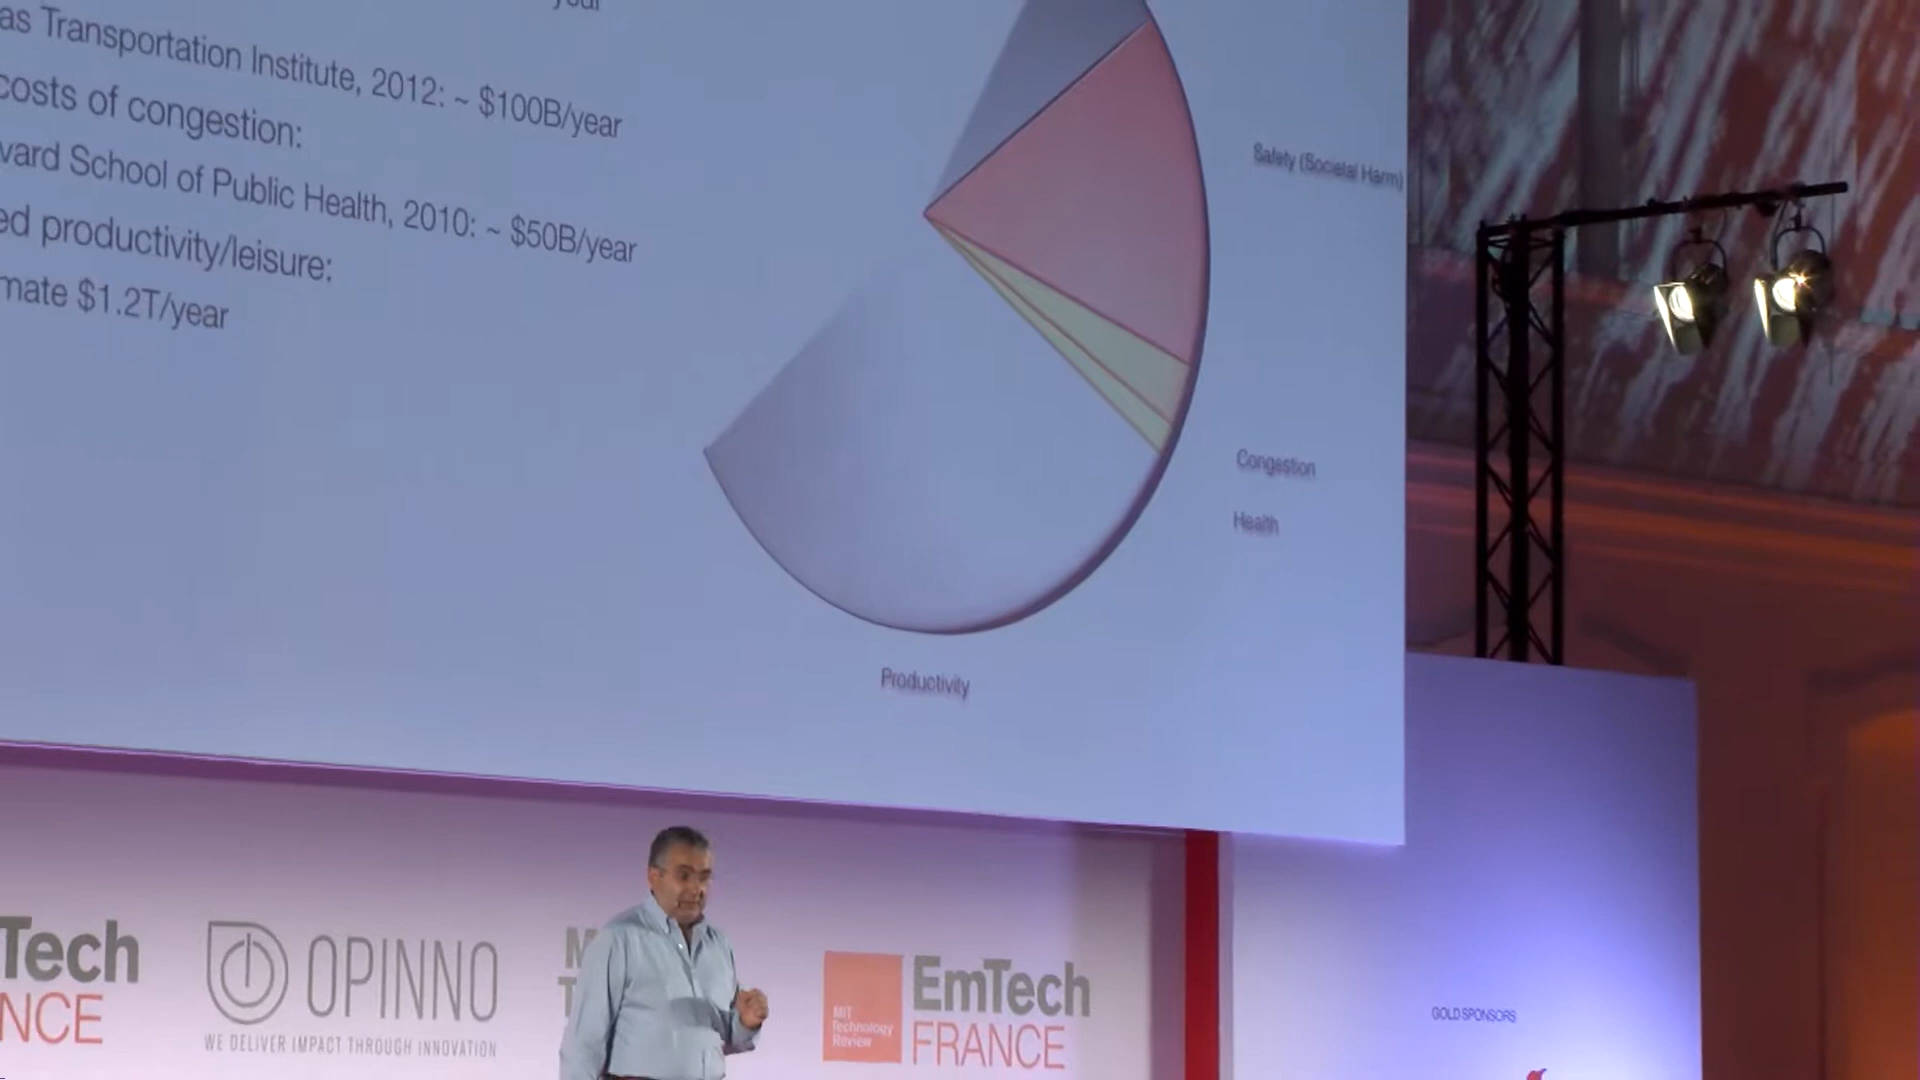 as Transportation Institute, 2012: ~ $100B/year
costs of congestion:
vard School of Public Health, 2010: ~ $50B/year
ed productivity/leisure:
mate $1.2T/year
Safety (Societal Harm)
Congestion
Health
Productivity
Tech
NCE
OPINNO
WE DELIVER IMPACT THROUGH INNOVATION
M
T
MIT
Technology
Review
EmTech
FRANCE
GOLD SPONSORS